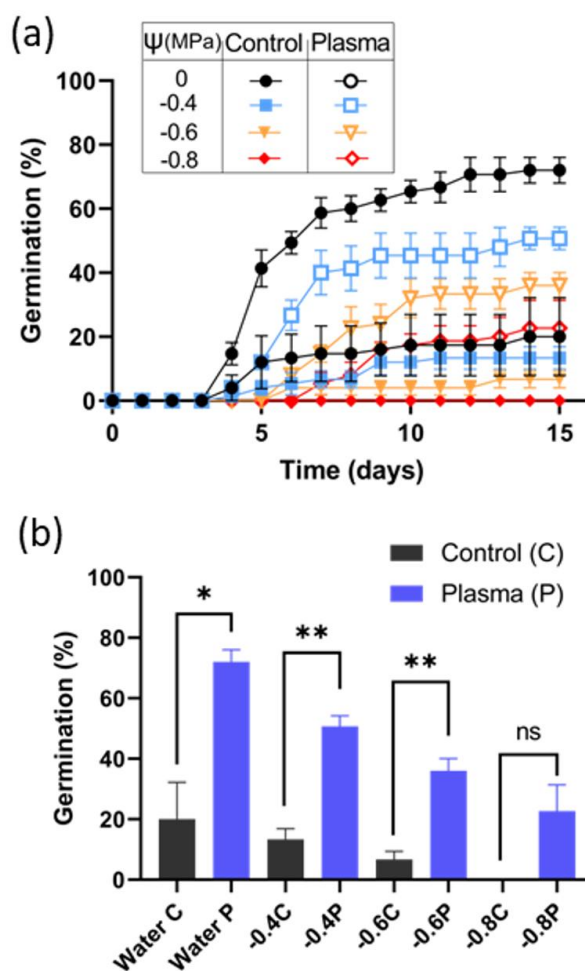 (a)
Ψ(MPa) Control Plasma
0
-0.4
-0.6
-0.8
100
80
60
40
20
0
Germination (%)
0 5 10 15
Time (days)
(b)
Control (C)
Plasma (P)
100
80
60
40
20
0
Germination (%)
* ** ** ns
Water C Water P -0.4C -0.4P -0.6C -0.6P -0.8C -0.8P